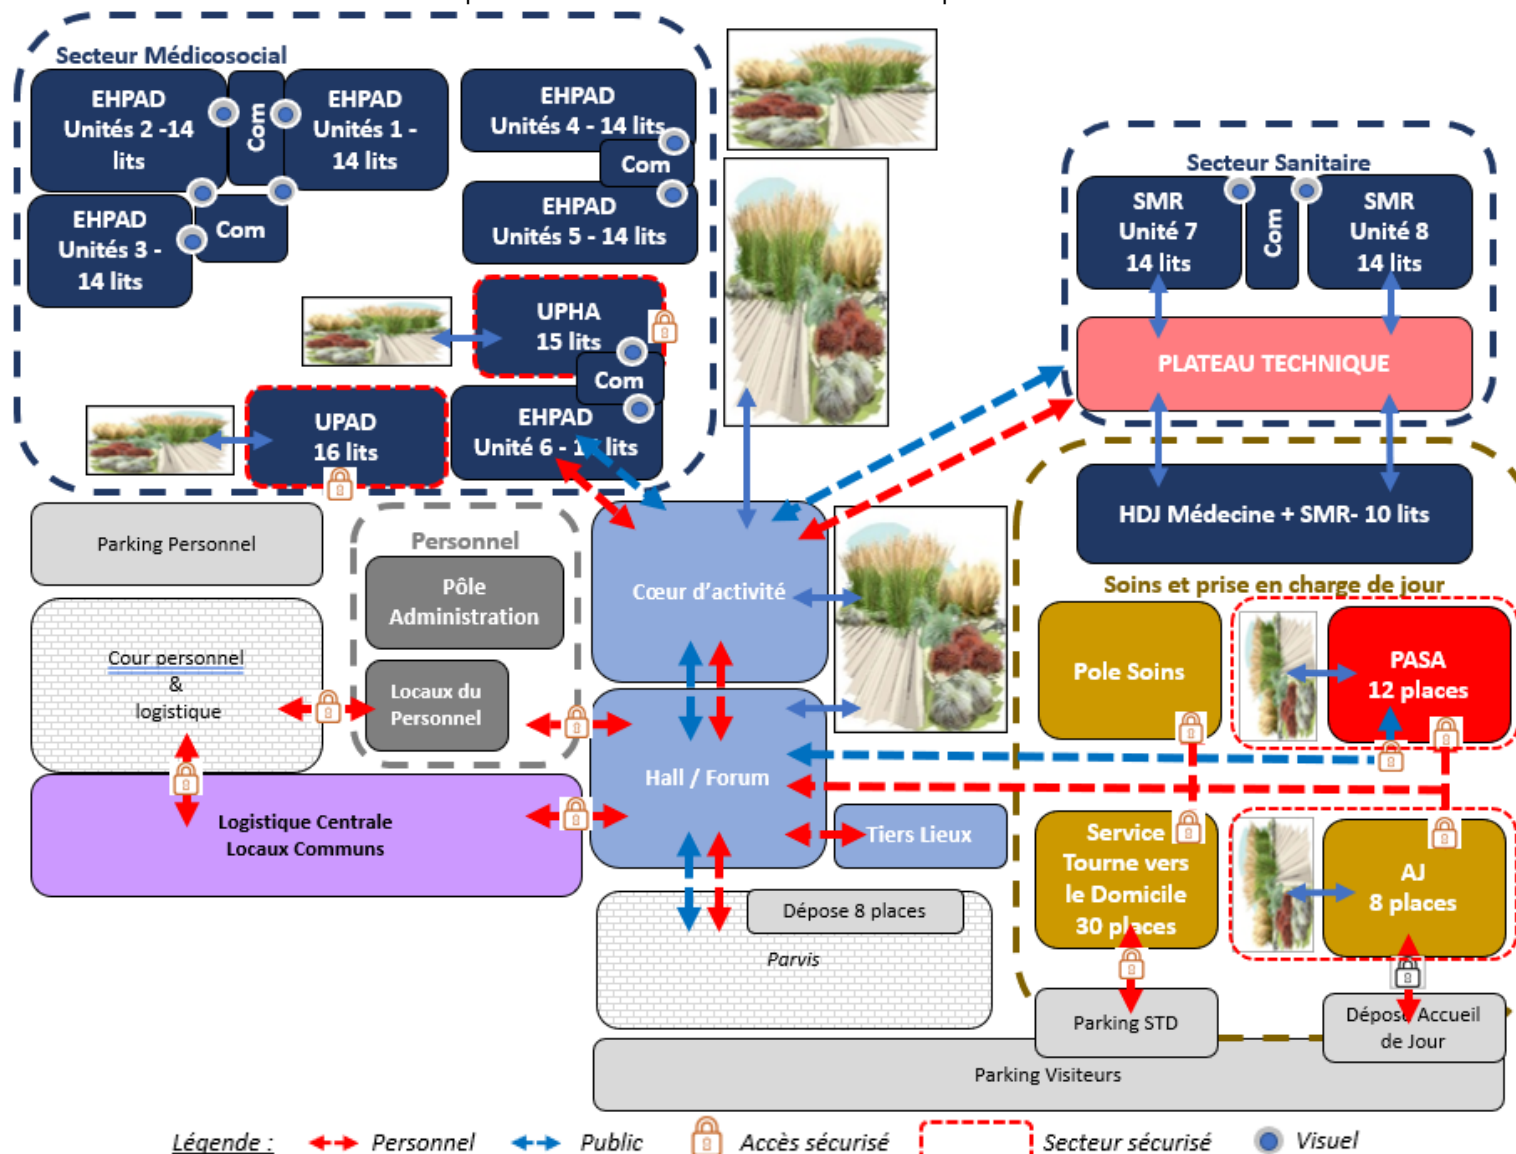 Secteur Médicosocial
EHPAD
Unités 2 -14
lits
Com
EHPAD
Unités 1 -
14 lits
EHPAD
Unités 4 - 14 lits
Com
EHPAD
Unités 5 - 14 lits
EHPAD
Unités 3 -
14 lits
Com
UPHA
15 lits
Com
UPAD
16 lits
EHPAD
Unité 6 - lits
Secteur Sanitaire
SMR
Unité 7
14 lits
Com
SMR
Unité 8
14 lits
PLATEAU TECHNIQUE
HDJ Médecine + SMR- 10 lits
Soins et prise en charge de jour
Parking Personnel
Personnel
Pôle
Administration
Locaux du
Personnel
Cour personnel
&
logistique
Logistique Centrale
Locaux Communs
Cœur d’activité
Hall / Forum
Tiers Lieux
Pole Soins
PASA
12 places
Service
Tourne vers
le Domicile
30 places
AJ
8 places
Dépose 8 places
Parvis
Parking STD
Dépose Accueil
de Jour
Parking Visiteurs
Légende :
Personnel
Public
Accès sécurisé
Secteur sécurisé
Visuel